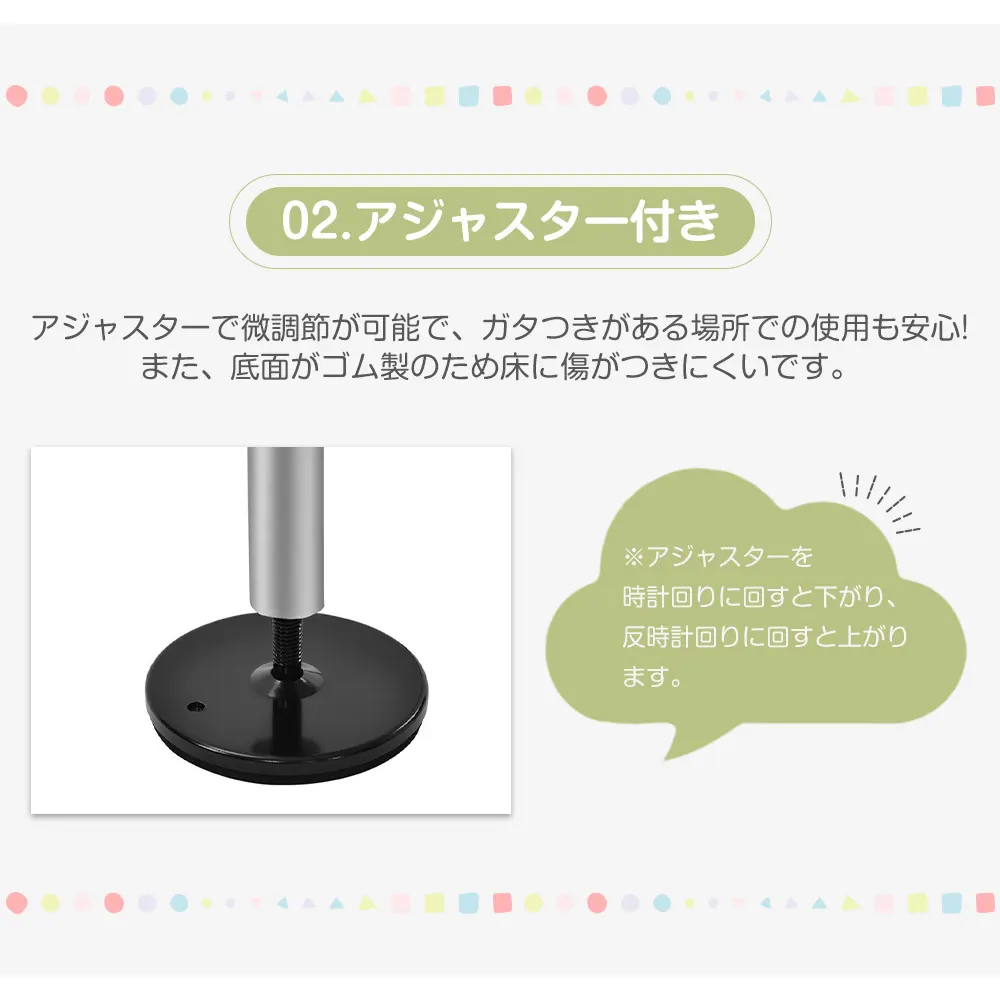 02.アジャスター付き
アジャスターで微調節が可能で、ガタつきがある場所での使用も安心!
また、底面がゴム製のため床に傷がつきにくいです。
※アジャスターを
時計回りに回すと下がり、
反時計回りに回すと上がり
ます。